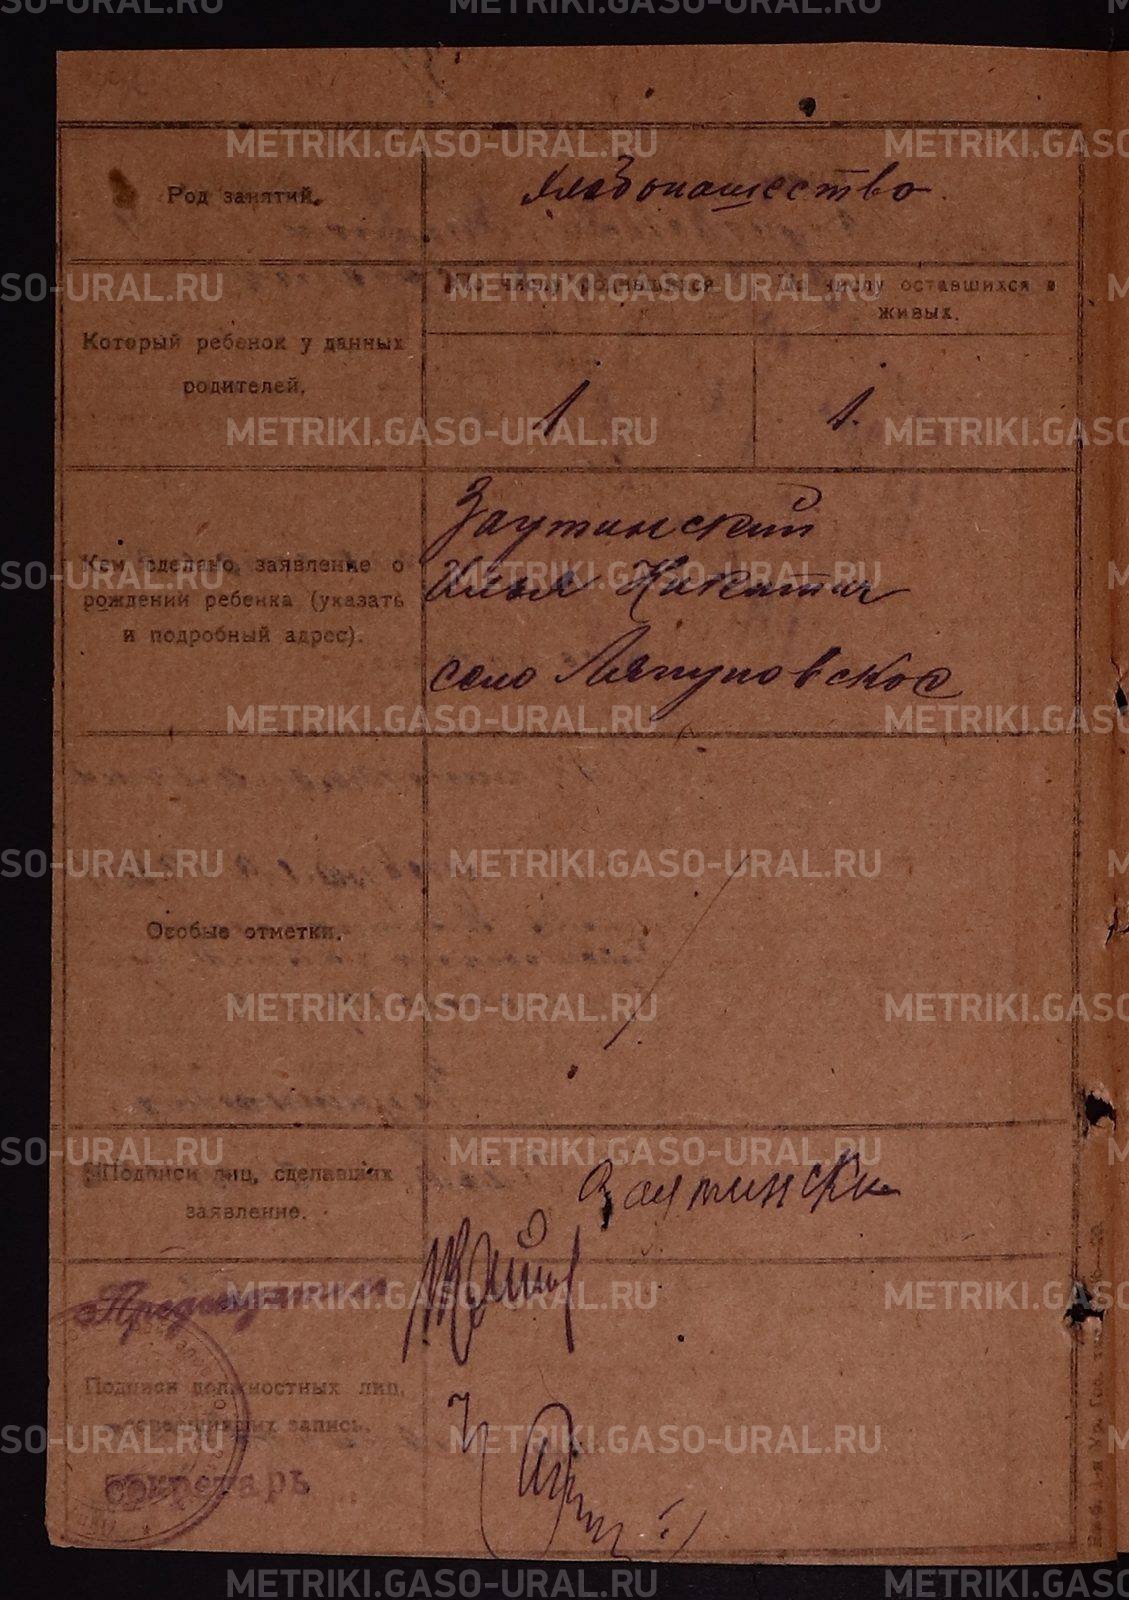 Род занятий.
Хлебопашество.
Который ребенок у данных
родителей.
По числу родившихся
По числу оставшихся в
живых.
1
1.
Кем сделано заявление о
рождении ребенка (указать
и подробный адрес).
Заутинский
Илья Никитич
село Ляпуновское
Особые отметки.
Подписи лиц, сделавших
заявление.
Заутински
Председатель
Подписи должностных лиц,
совершивших запись.
секретарь
METRIKI.GASO-URAL.RU